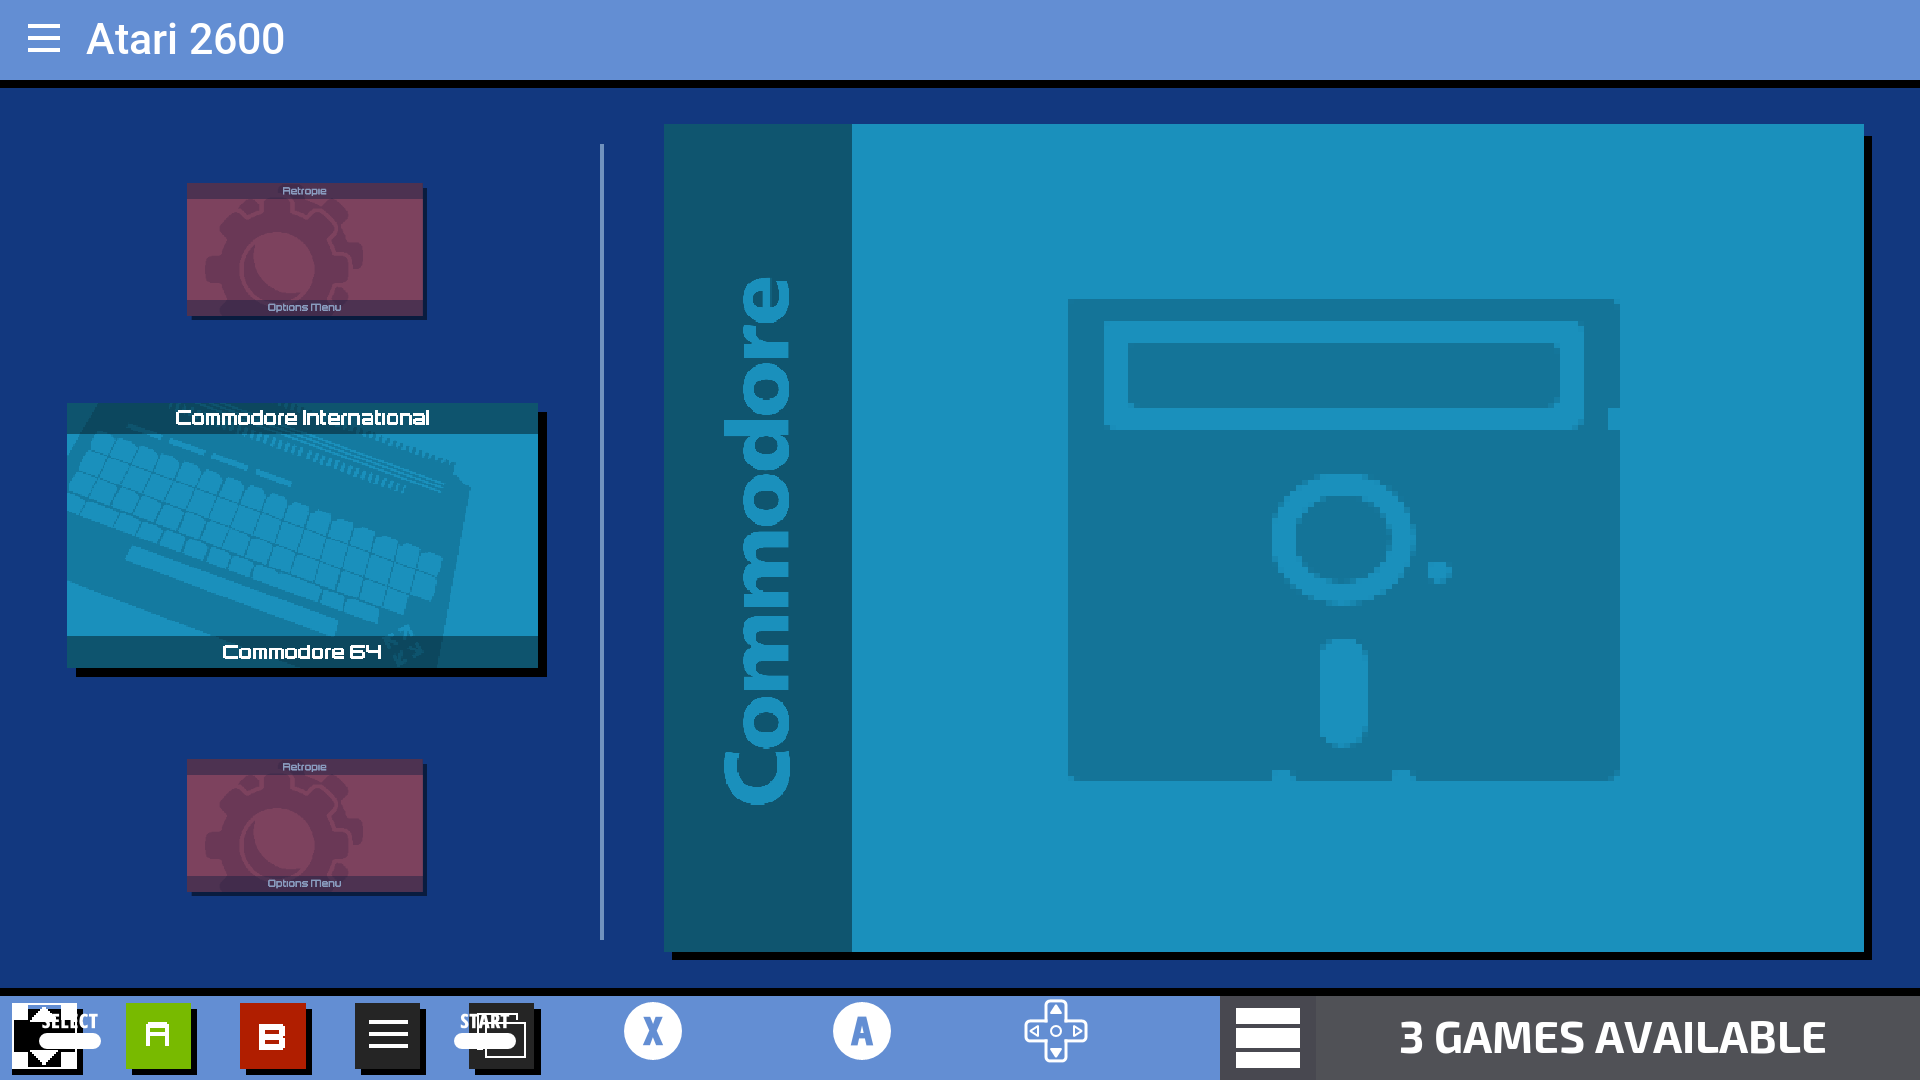 Atari 2600
Retropie
Options Menu
Commodore International
Commodore 64
Retropie
Options Menu
Commodore
SELECT
A
B
START
X
A
3 GAMES AVAILABLE